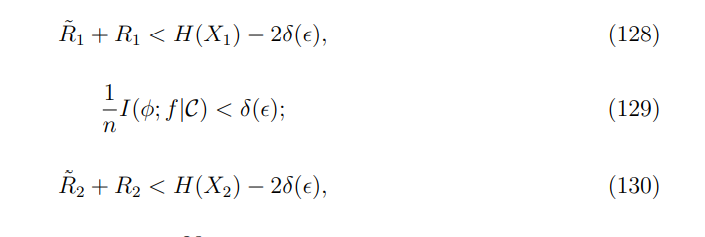 R̃₁ + R₁ < H(X₁) − 2δ(ϵ), (128)
1/n I(ϕ; f|𝒞) < δ(ϵ); (129)
R̃₂ + R₂ < H(X₂) − 2δ(ϵ), (130)